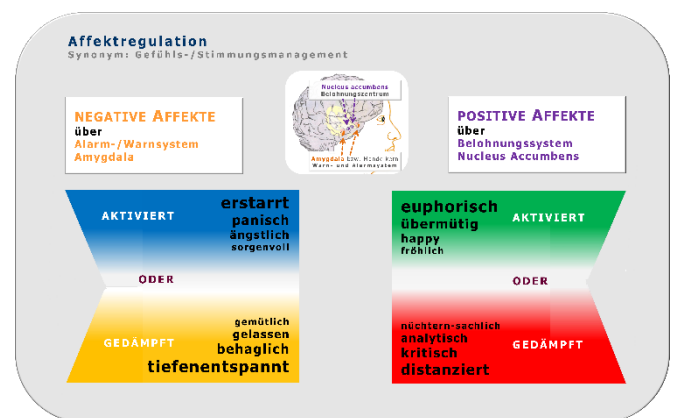 Affektregulation
Synonym: Gefühls-/Stimmungsmanagement
NEGATIVE AFFEKTE
über
Alarm-/Warnsystem
Amygdala
Nucleus accumbens
Belohnungszentrum
Amygdala bzw. Mandelkern
Warn- und Alarmsystem
POSITIVE AFFEKTE
über
Belohnungssystem
Nucleus Accumbens
AKTIVIERT
erstarrt
panisch
ängstlich
sorgenvoll
ODER
GEDÄMPFT
gemütlich
gelassen
behaglich
tiefenentspannt
euphorisch
übermütig
happy
fröhlich
AKTIVIERT
ODER
nüchtern-sachlich
analytisch
kritisch
distanziert
GEDÄMPFT